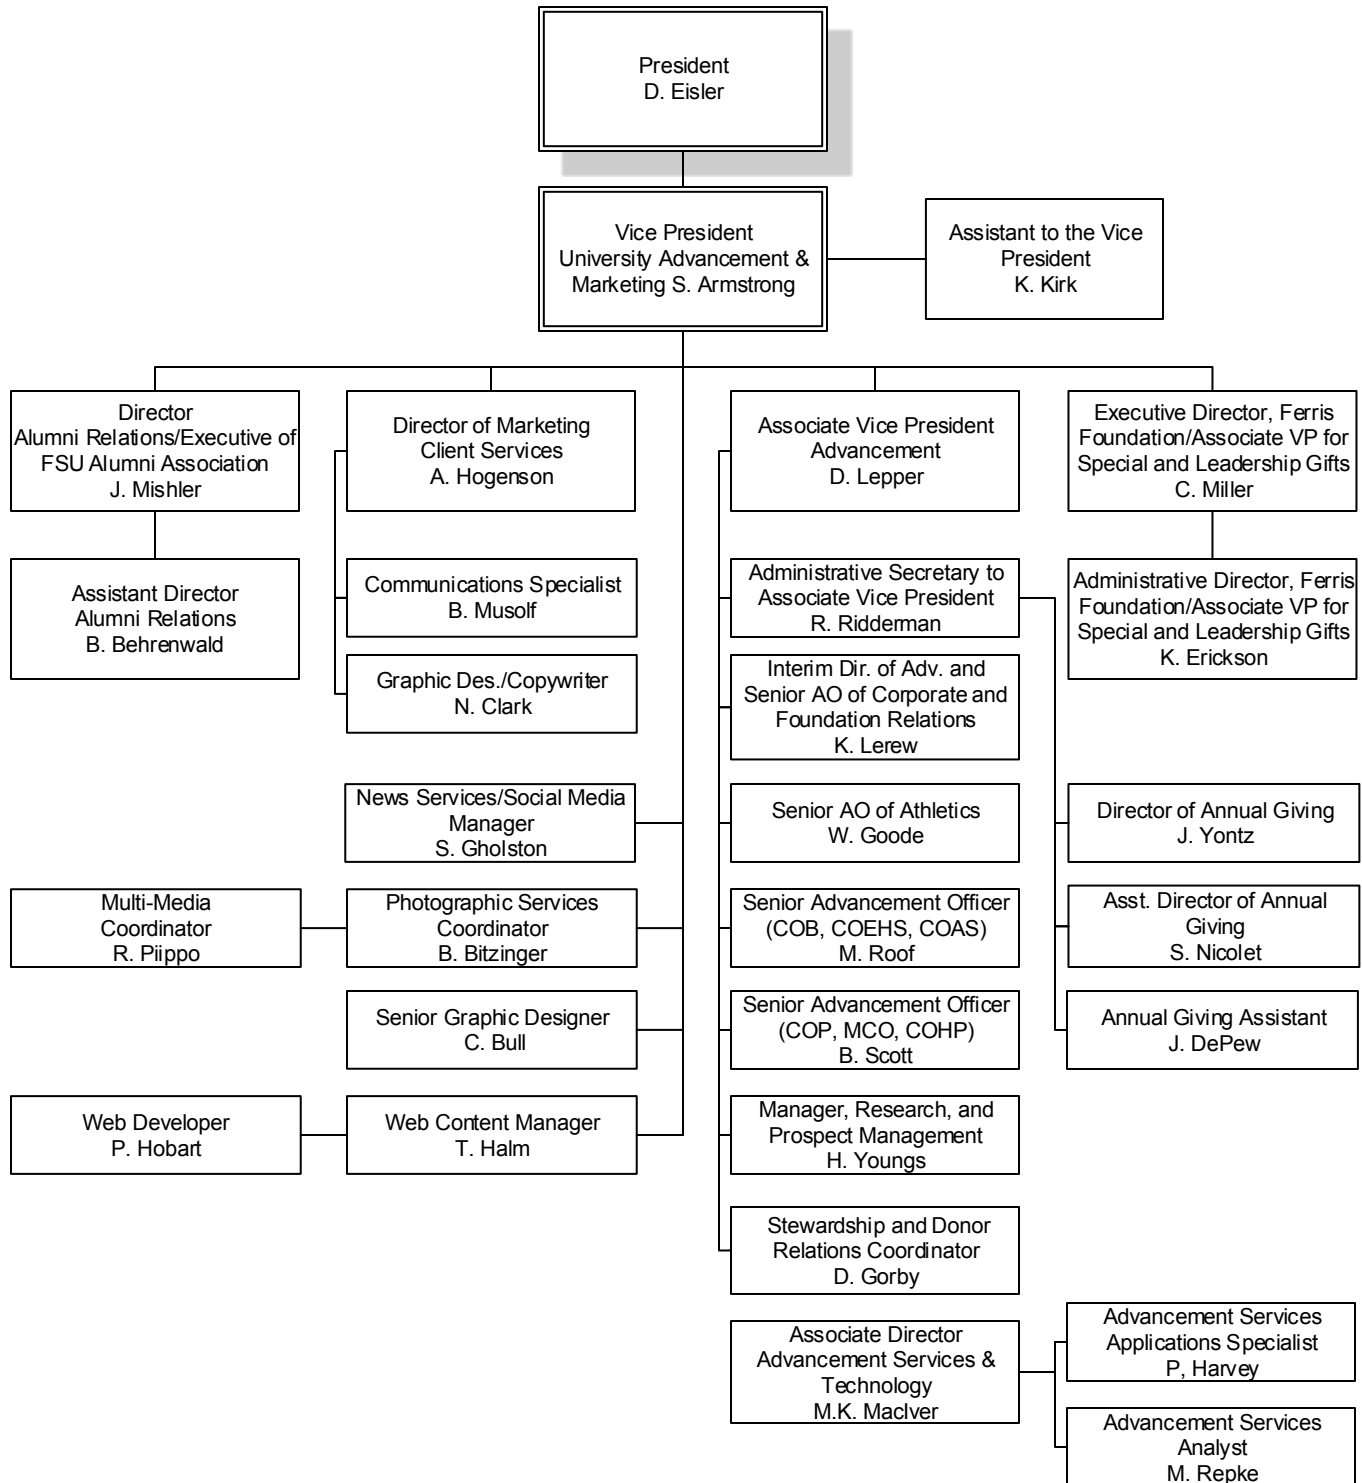 President
D. Eisler
Vice President
University Advancement &
Marketing S. Armstrong
Assistant to the Vice
President
K. Kirk
Director
Alumni Relations/Executive of
FSU Alumni Association
J. Mishler
Director of Marketing
Client Services
A. Hogenson
Associate Vice President
Advancement
D. Lepper
Executive Director, Ferris
Foundation/Associate VP for
Special and Leadership Gifts
C. Miller
Assistant Director
Alumni Relations
B. Behrenwald
Communications Specialist
B. Musolf
Administrative Secretary to
Associate Vice President
R. Ridderman
Administrative Director, Ferris
Foundation/Associate VP for
Special and Leadership Gifts
K. Erickson
Graphic Des./Copywriter
N. Clark
Interim Dir. of Adv. and
Senior AO of Corporate and
Foundation Relations
K. Lerew
News Services/Social Media
Manager
S. Gholston
Senior AO of Athletics
W. Goode
Director of Annual Giving
J. Yontz
Multi-Media
Coordinator
R. Piippo
Photographic Services
Coordinator
B. Bitzinger
Senior Advancement Officer
(COB, COEHS, COAS)
M. Roof
Asst. Director of Annual
Giving
S. Nicolet
Senior Graphic Designer
C. Bull
Senior Advancement Officer
(COP, MCO, COHP)
B. Scott
Annual Giving Assistant
J. DePew
Web Developer
P. Hobart
Web Content Manager
T. Halm
Manager, Research, and
Prospect Management
H. Youngs
Stewardship and Donor
Relations Coordinator
D. Gorby
Associate Director
Advancement Services &
Technology
M.K. MacIver
Advancement Services
Applications Specialist
P, Harvey
Advancement Services
Analyst
M. Repke